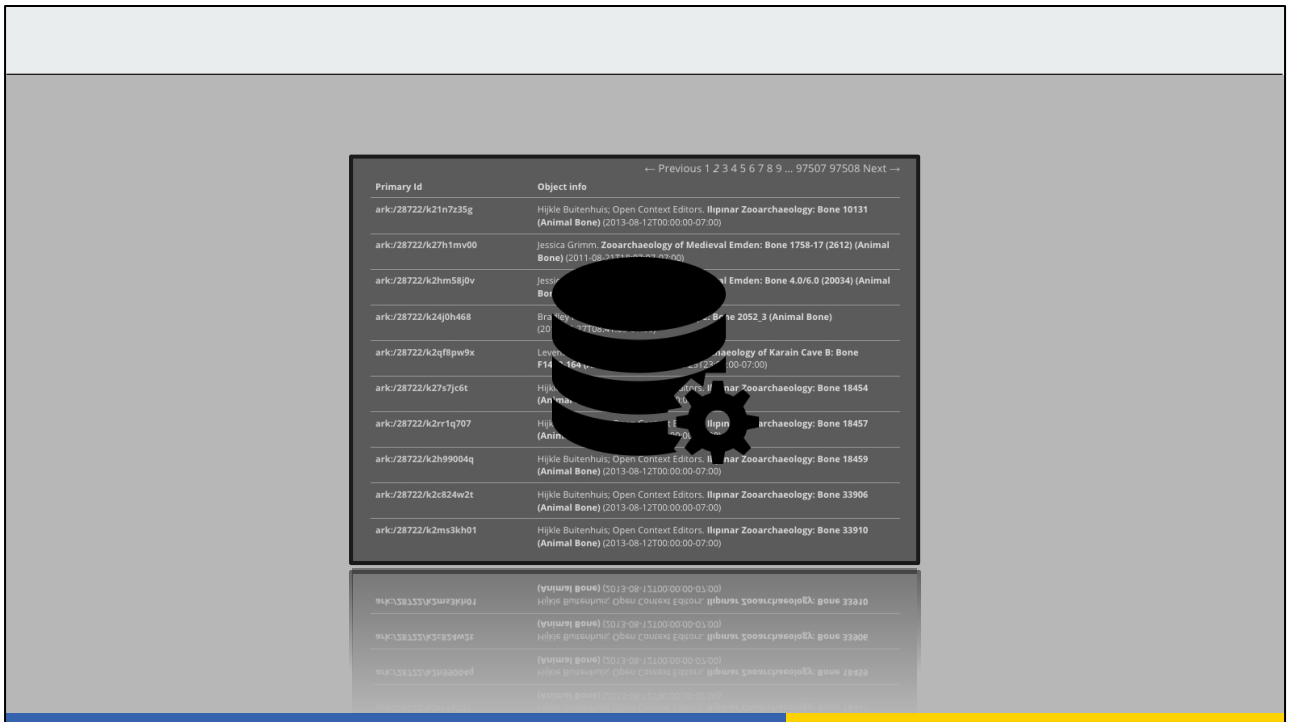 ← Previous 1 2 3 4 5 6 7 8 9 ... 97507 97508 Next →
Primary Id Object info
ark:/28722/k21n7z35g Hijkle Buitenhuis; Open Context Editors. Ilıpınar Zooarchaeology: Bone 10131
(Animal Bone) (2013-08-12T00:00:00-07:00)
ark:/28722/k27h1mv00 Jessica Grimm. Zooarchaeology of Medieval Emden: Bone 1758-17 (2612) (Animal
Bone)
ark:/28722/k2hm58j0v Emden: Bone 4.0/6.0 (20034) (Animal
ark:/28722/k24j0h468 2052_3 (Animal Bone)
ark:/28722/k2qf8pw9x of Karain Cave B: Bone
ark:/28722/k27s7jc6t Zooarchaeology: Bone 18454
ark:/28722/k2rr1q707 Bone 18457
ark:/28722/k2h99004q Hijkle Buitenhuis; Open Context Editors. Bone 18459
(Animal Bone) (2013-08-12T00:00:00-07:00)
ark:/28722/k2c824w2t Hijkle Buitenhuis; Open Context Editors. Ilıpınar Zooarchaeology: Bone 33906
(Animal Bone) (2013-08-12T00:00:00-07:00)
ark:/28722/k2ms3kh01 Hijkle Buitenhuis; Open Context Editors. Ilıpınar Zooarchaeology: Bone 33910
(Animal Bone) (2013-08-12T00:00:00-07:00)